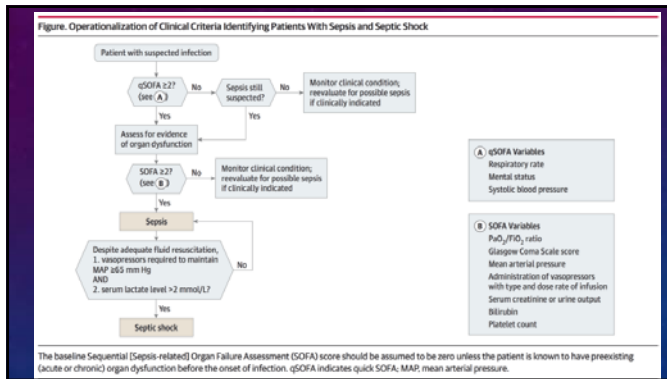 Figure. Operationalization of Clinical Criteria Identifying Patients With Sepsis and Septic Shock
Patient with suspected infection
qSOFA ≥2?
(see A)
No
Sepsis still
suspected?
No
Monitor clinical condition;
reevaluate for possible sepsis
if clinically indicated
Yes
Yes
Assess for evidence
of organ dysfunction
SOFA ≥2?
(see B)
No
Monitor clinical condition;
reevaluate for possible sepsis
if clinically indicated
Yes
Sepsis
Despite adequate fluid resuscitation,
1. vasopressors required to maintain
MAP ≥65 mm Hg
AND
2. serum lactate level >2 mmol/L?
No
Yes
Septic shock
A qSOFA Variables
Respiratory rate
Mental status
Systolic blood pressure
B SOFA Variables
PaO2/FiO2 ratio
Glasgow Coma Scale score
Mean arterial pressure
Administration of vasopressors
with type and dose rate of infusion
Serum creatinine or urine output
Bilirubin
Platelet count
The baseline Sequential [Sepsis-related] Organ Failure Assessment (SOFA) score should be assumed to be zero unless the patient is known to have preexisting
(acute or chronic) organ dysfunction before the onset of infection. qSOFA indicates quick SOFA; MAP, mean arterial pressure.